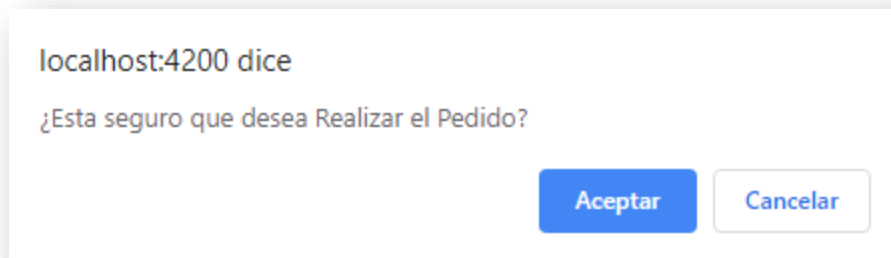 localhost:4200 dice
¿Esta seguro que desea Realizar el Pedido?
Aceptar Cancelar